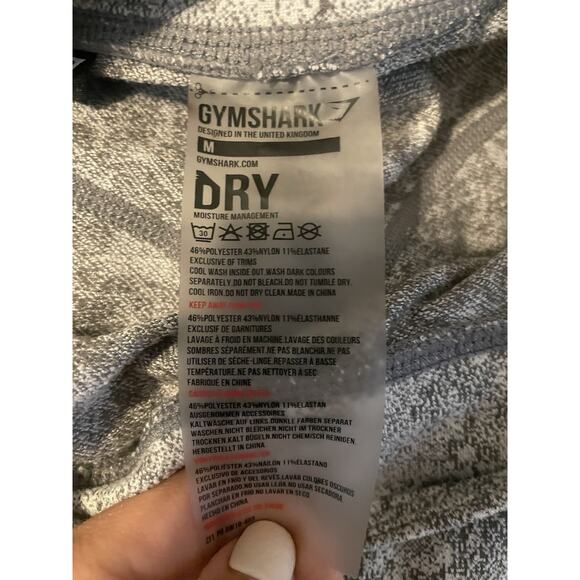 GYMSHARK
DESIGNED IN THE UNITED KINGDOM
M
GYMSHARK.COM
DRY
MOISTURE MANAGEMENT
30
46%POLYESTER 43%NYLON 11%ELASTANE
EXCLUSIVE OF TRIMS
COOL WASH INSIDE OUT.WASH DARK COLOURS
SEPARATELY.DO NOT BLEACH.DO NOT TUMBLE DRY.
COOL IRON.DO NOT DRY CLEAN.MADE IN CHINA
KEEP AWAY FROM FIRE
46%POLYESTER 43%NYLON 11%ÉLASTHANNE
EXCLUSIF DE GARNITURES
LAVAGE À FROID EN MACHINE.LAVAGE DES COULEURS
SOMBRES SÉPARÉMENT.NE PAS BLANCHIR.NE PAS
UTILISER DE SÈCHE-LINGE.REPASSER À BASSE
TEMPÉRATURE.NE PAS NETTOYER À SEC
FABRIQUE EN CHINE
46%POLYESTER 43%NYLON 11%ELASTAN
AUSGENOMMEN ACCESSOIRES
KALTWÄSCHE AUF LINKS.DUNKLE FARBEN SEPARAT
WASCHEN.NICHT BLEICHEN.NICHT IM TROCKNER
TROCKNEN.KALT BÜGELN.NICHT CHEMISCH REINIGEN.
HERGESTELLT IN CHINA
46%POLYESTER 43%NAILON 11%ELASTANO
EXCLUSIVO DE ACCESORIOS
LAVAR EN FRIO Y DEL REVES.LAVAR COLORES OSCUROS
POR SEPARADO.NO USAR LEJIA NO USAR SECADORA
PLANCHAR EN FRIO NO LAVAR EN SECO
HECHO EN CHINA